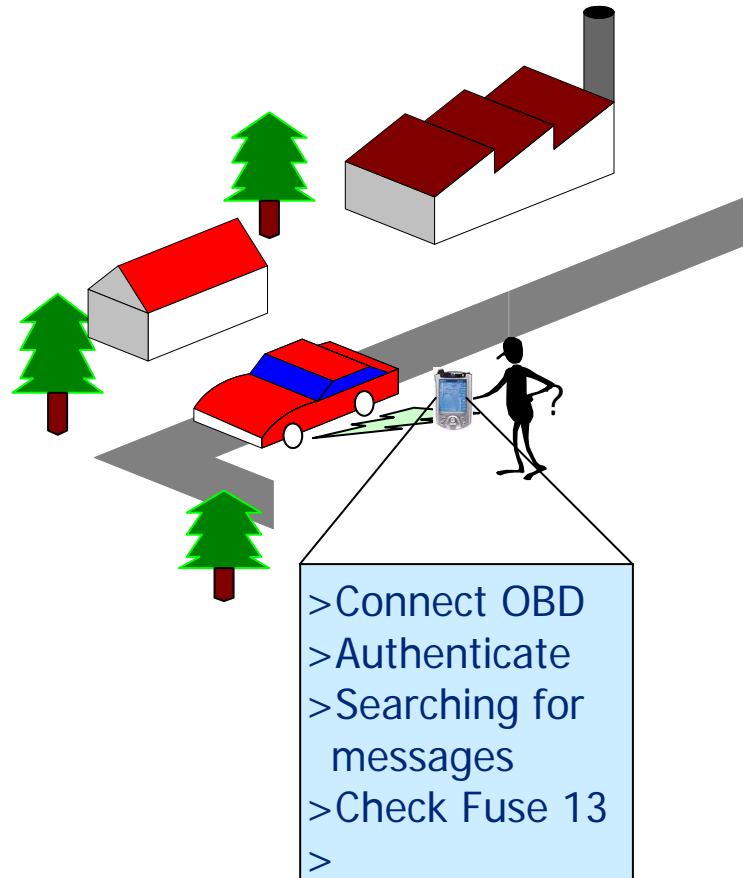 >Connect OBD
>Authenticate
>Searching for
messages
>Check Fuse 13
>